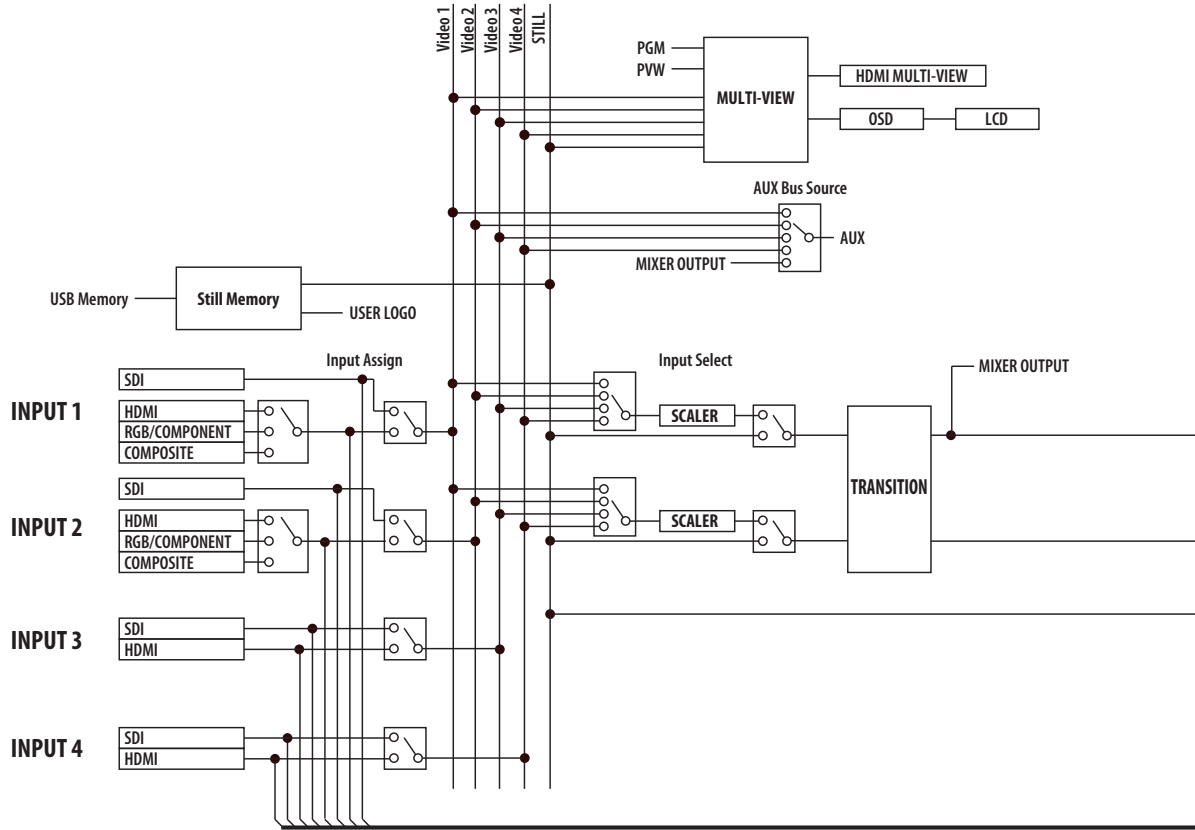 Video 1
Video 2
Video 3
Video 4
STILL
PGM
PVW
MULTI-VIEW
HDMI MULTI-VIEW
OSD
LCD
AUX Bus Source
AUX
MIXER OUTPUT
USB Memory
Still Memory
USER LOGO
Input Assign
Input Select
MIXER OUTPUT
INPUT 1
SDI
HDMI
RGB/COMPONENT
COMPOSITE
SCALER
TRANSITION
INPUT 2
SDI
HDMI
RGB/COMPONENT
COMPOSITE
SCALER
INPUT 3
SDI
HDMI
INPUT 4
SDI
HDMI